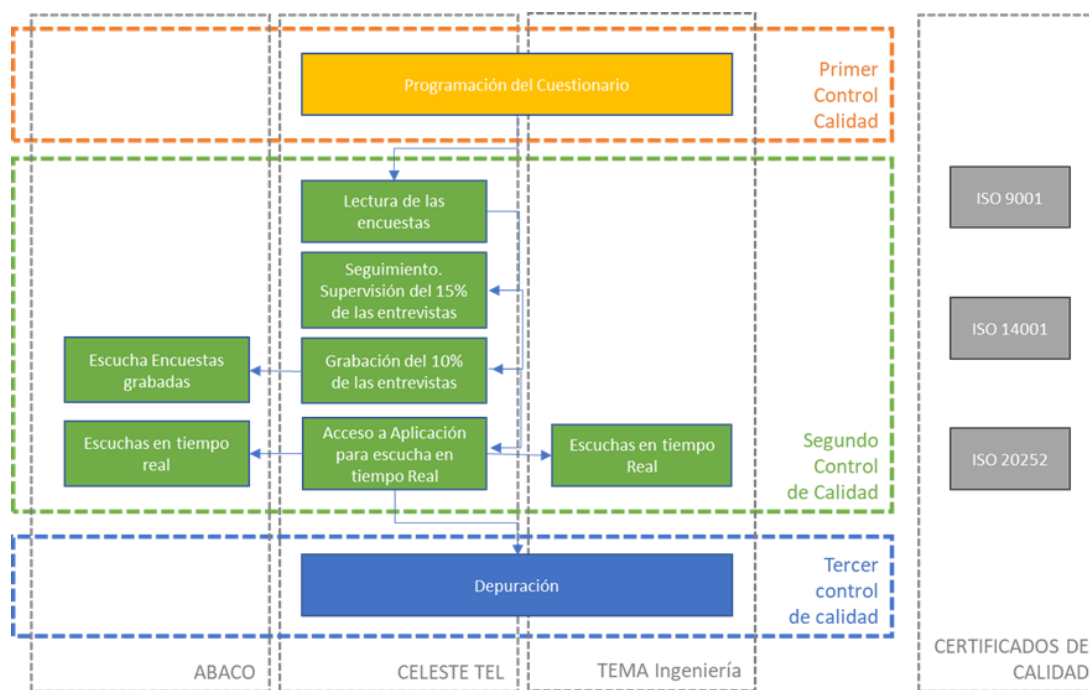 Programación del Cuestionario
Primer
Control
Calidad
Lectura de las
encuestas
Seguimiento.
Supervisión del 15%
de las entrevistas
Escucha Encuestas
grabadas
Grabación del 10%
de las entrevistas
Escuchas en tiempo
real
Acceso a Aplicación
para escucha en
tiempo Real
Escuchas en tiempo
Real
Segundo
Control
de Calidad
Depuración
Tercer
control
de calidad
ABACO
CELESTE TEL
TEMA Ingeniería
ISO 9001
ISO 14001
ISO 20252
CERTIFICADOS DE
CALIDAD